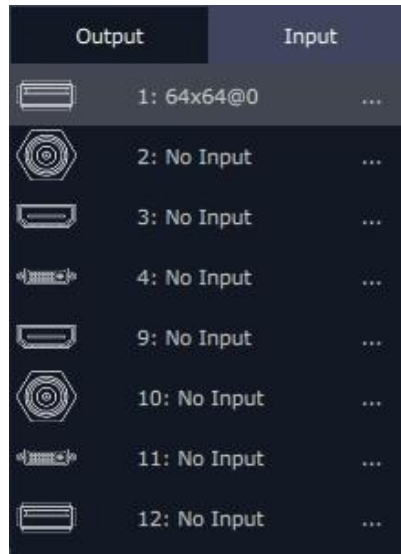 Output Input
1: 64x64@0 ...
2: No Input ...
3: No Input ...
4: No Input ...
9: No Input ...
10: No Input ...
11: No Input ...
12: No Input ...